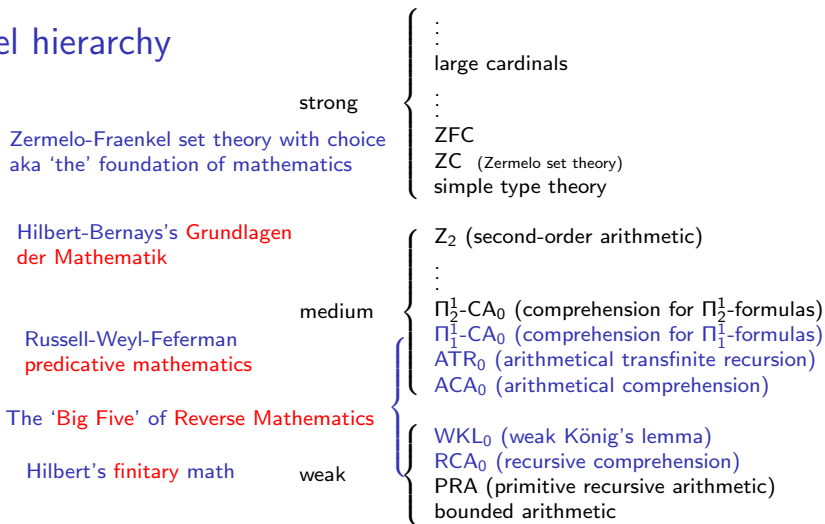 el hierarchy
strong
large cardinals
Zermelo-Fraenkel set theory with choice
aka ‘the’ foundation of mathematics
ZFC
ZC (Zermelo set theory)
simple type theory
Hilbert-Bernays's Grundlagen
der Mathematik
medium
Z₂ (second-order arithmetic)
Π¹₂-CA₀ (comprehension for Π¹₂-formulas)
Π¹₁-CA₀ (comprehension for Π¹₁-formulas)
ATR₀ (arithmetical transfinite recursion)
ACA₀ (arithmetical comprehension)
Russell-Weyl-Feferman
predicative mathematics
The ‘Big Five’ of Reverse Mathematics
Hilbert's finitary math
weak
WKL₀ (weak König's lemma)
RCA₀ (recursive comprehension)
PRA (primitive recursive arithmetic)
bounded arithmetic